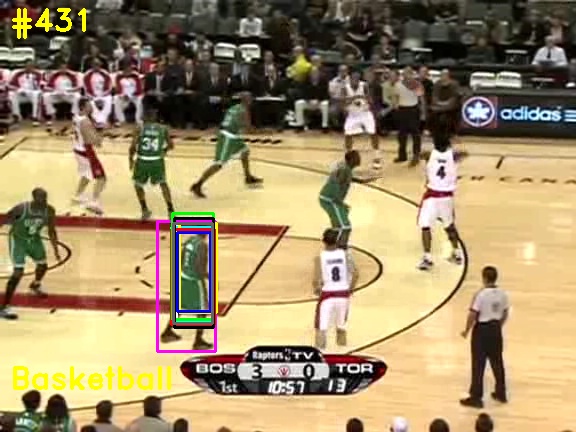 #431
adidas
34
4
8
Raptors TV
BOS 3 0 TOR
1st 10:57 13
Basketball